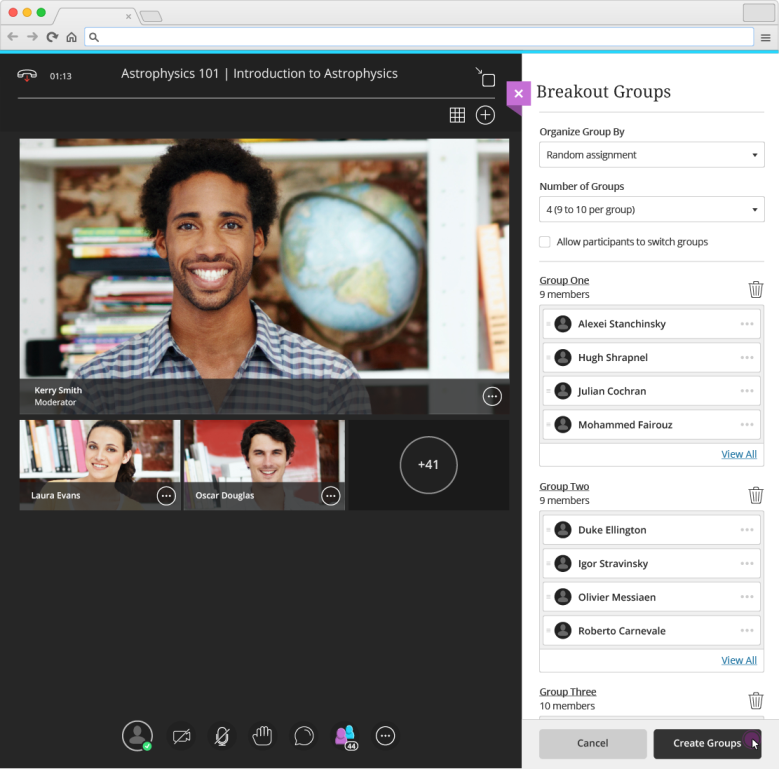 01:13
Astrophysics 101 | Introduction to Astrophysics
Kerry Smith
Moderator
Laura Evans
Oscar Douglas
+41
44
Breakout Groups
Organize Group By
Random assignment
Number of Groups
4 (9 to 10 per group)
Allow participants to switch groups
Group One
9 members
Alexei Stanchinsky
Hugh Shrapnel
Julian Cochran
Mohammed Fairouz
View All
Group Two
9 members
Duke Ellington
Igor Stravinsky
Olivier Messiaen
Roberto Carnevale
View All
Group Three
10 members
Cancel
Create Groups